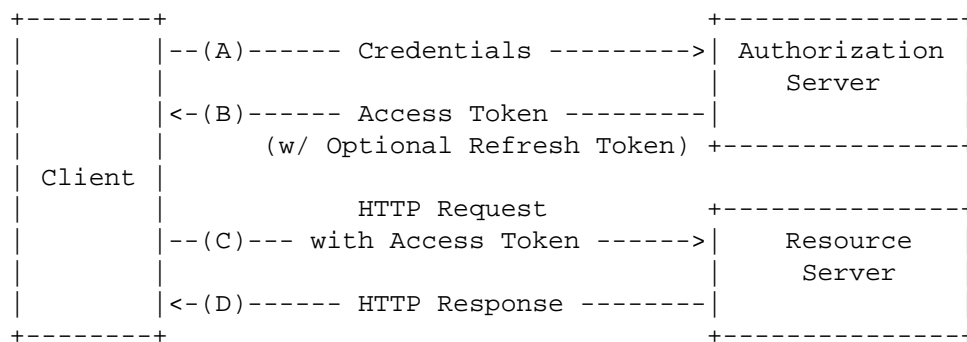 +--------+                                  +----------------
|        |--(A)------ Credentials --------->| Authorization |
|        |                                  |     Server    |
|        |<-(B)------ Access Token ---------|               |
|        |      (w/ Optional Refresh Token) +----------------
| Client |
|        |            HTTP Request          +----------------
|        |--(C)--- with Access Token ------>|    Resource   |
|        |                                  |     Server    |
|        |<-(D)------ HTTP Response --------|               |
+--------+                                  +----------------